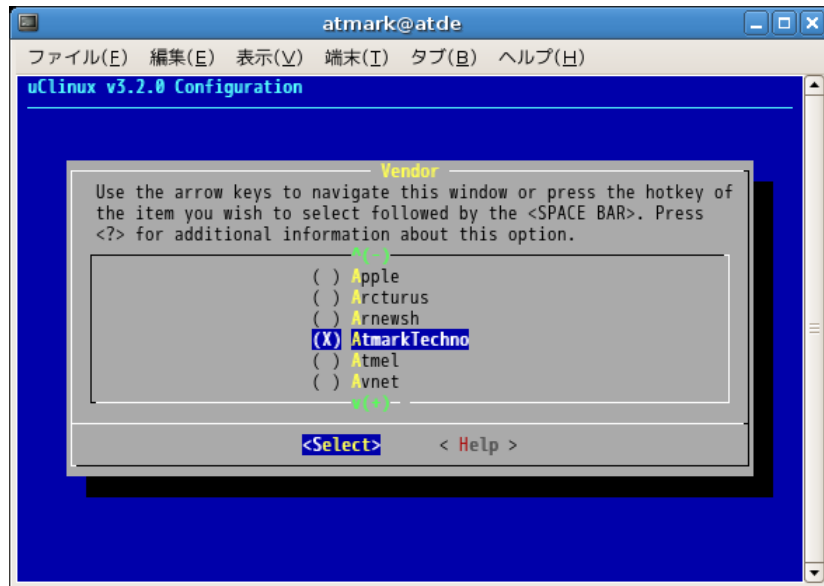 atmark@atde
ファイル(F) 編集(E) 表示(V) 端末(T) タブ(B) ヘルプ(H)
uClinux v3.2.0 Configuration
Vendor
Use the arrow keys to navigate this window or press the hotkey of
the item you wish to select followed by the <SPACE BAR>. Press
<?> for additional information about this option.
^(-)
( ) Apple
( ) Arcturus
( ) Arnewsh
(X) AtmarkTechno
( ) Atmel
( ) Avnet
v(+)
<Select> < Help >